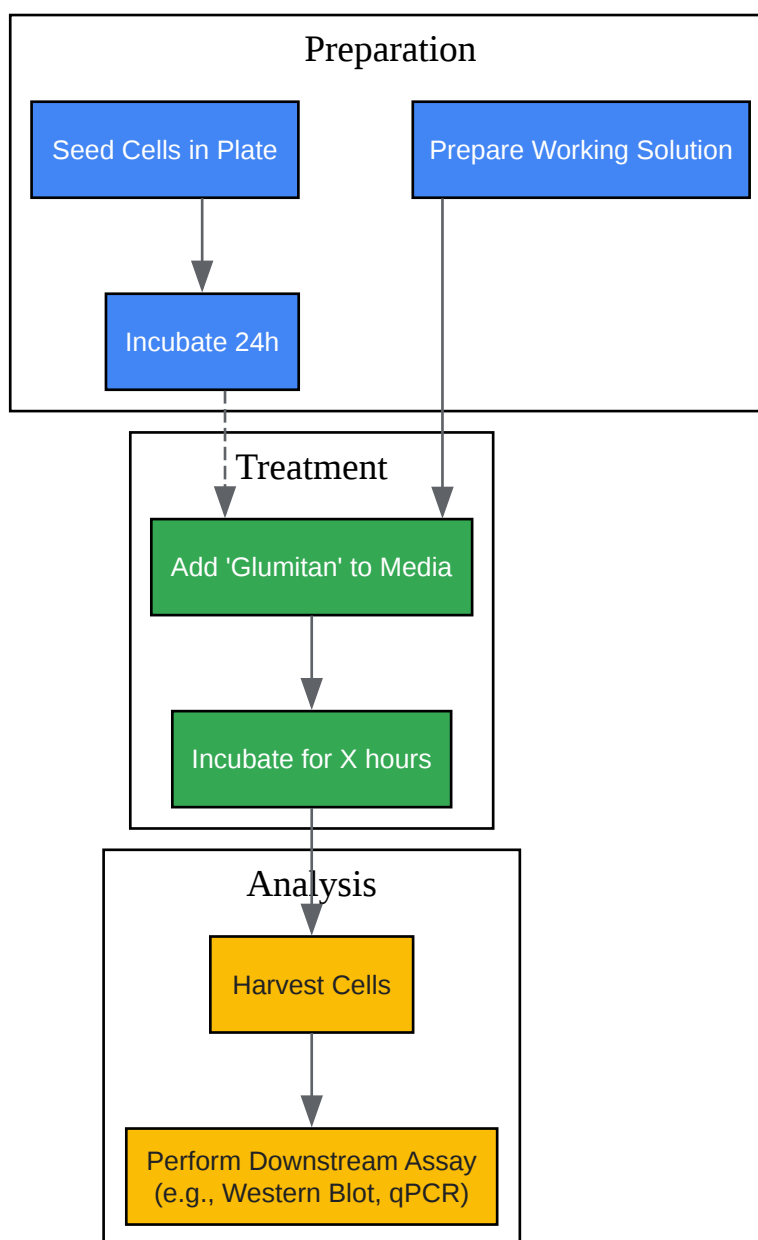 Preparation
Seed Cells in Plate
Prepare Working Solution
Incubate 24h
Treatment
Add 'Glumitan' to Media
Incubate for X hours
Analysis
Harvest Cells
Perform Downstream Assay
(e.g., Western Blot, qPCR)